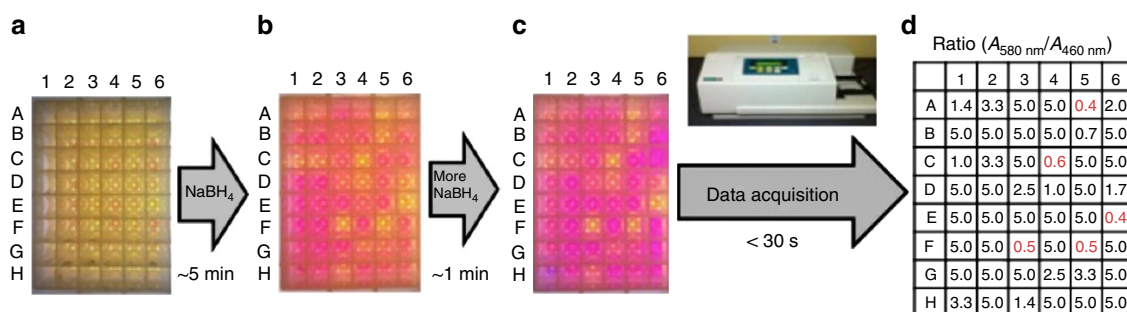 a
1 2 3 4 5 6
A
B
C
D
E
F
G
H
NaBH4
~5 min
b
1 2 3 4 5 6
A
B
C
D
E
F
G
H
More
NaBH4
~1 min
c
1 2 3 4 5 6
A
B
C
D
E
F
G
H
Data acquisition
< 30 s
d
Ratio (A580 nm/A460 nm)
1 2 3 4 5 6
A 1.4 3.3 5.0 5.0 0.4 2.0
B 5.0 5.0 5.0 5.0 0.7 5.0
C 1.0 3.3 5.0 0.6 5.0 5.0
D 5.0 5.0 2.5 1.0 5.0 1.7
E 5.0 5.0 5.0 5.0 5.0 0.4
F 5.0 5.0 0.5 5.0 0.5 5.0
G 5.0 5.0 5.0 2.5 3.3 5.0
H 3.3 5.0 1.4 5.0 5.0 5.0